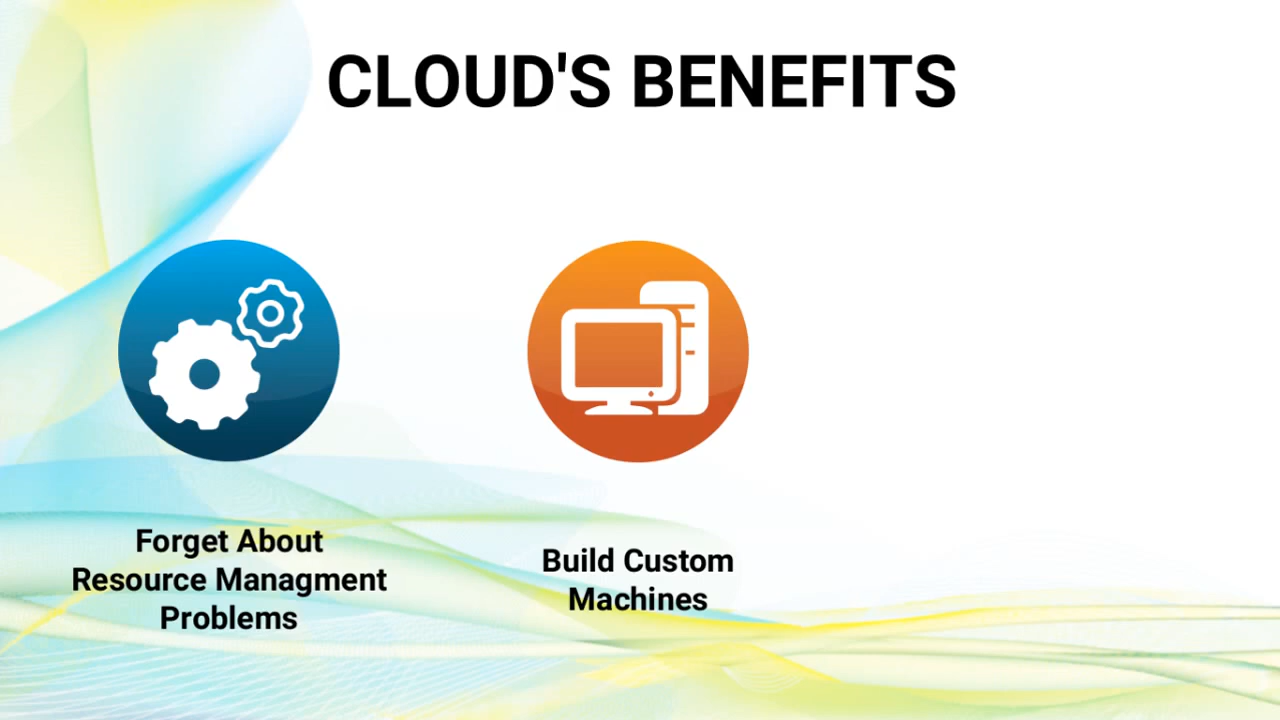 CLOUD'S BENEFITS
Forget About
Resource Managment
Problems
Build Custom
Machines